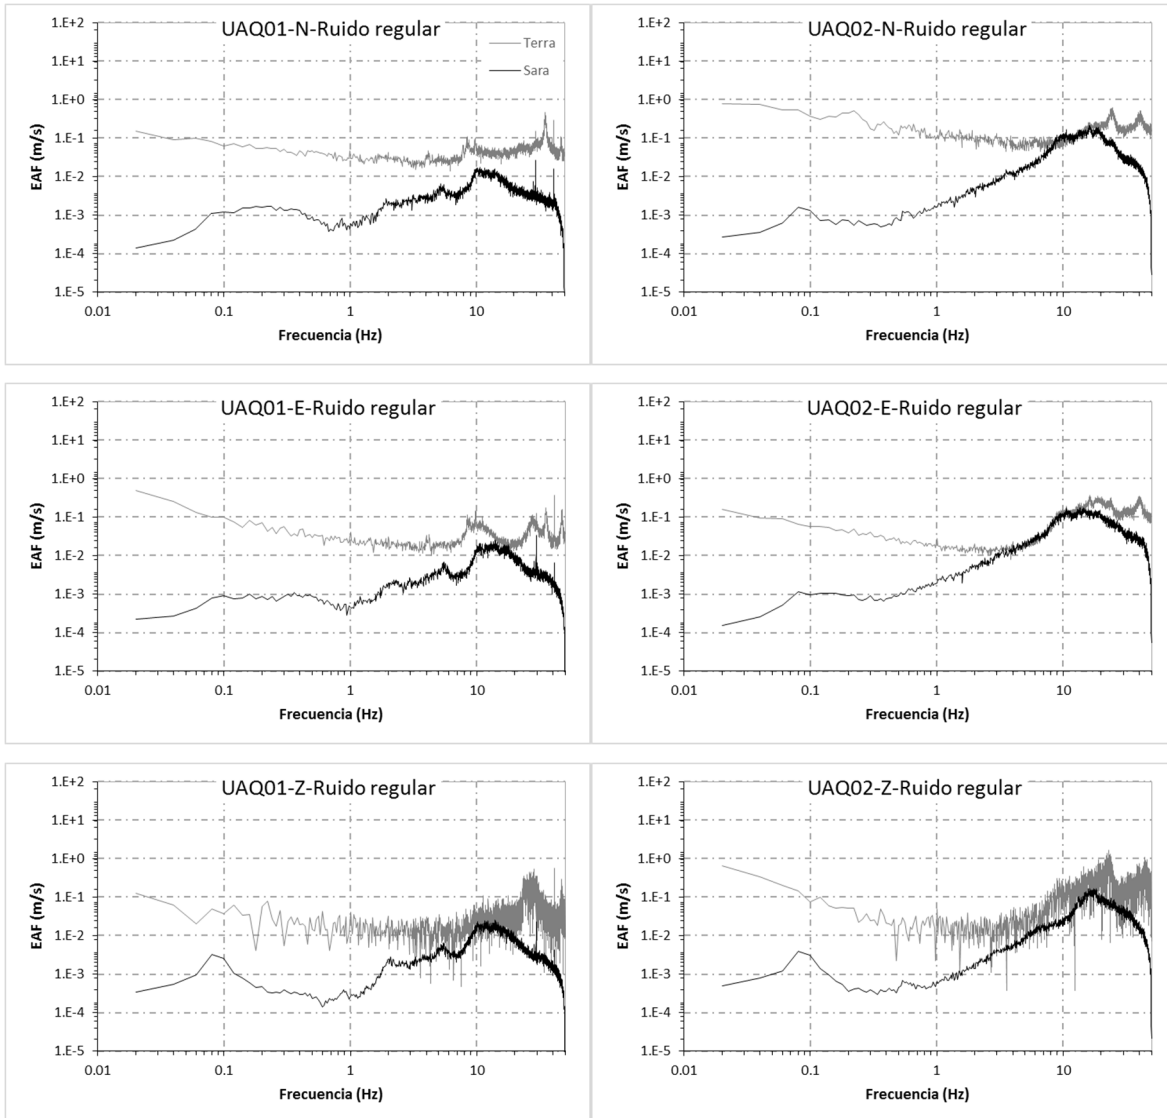 UAQ01-N-Ruido regular
Terra
Sara
EAF (m/s)
1.E+2
1.E+1
1.E+0
1.E-1
1.E-2
1.E-3
1.E-4
1.E-5
0.01 0.1 1 10
Frecuencia (Hz)
UAQ02-N-Ruido regular
EAF (m/s)
1.E+2
1.E+1
1.E+0
1.E-1
1.E-2
1.E-3
1.E-4
1.E-5
0.01 0.1 1 10
Frecuencia (Hz)
UAQ01-E-Ruido regular
EAF (m/s)
1.E+2
1.E+1
1.E+0
1.E-1
1.E-2
1.E-3
1.E-4
1.E-5
0.01 0.1 1 10
Frecuencia (Hz)
UAQ02-E-Ruido regular
EAF (m/s)
1.E+2
1.E+1
1.E+0
1.E-1
1.E-2
1.E-3
1.E-4
1.E-5
0.01 0.1 1 10
Frecuencia (Hz)
UAQ01-Z-Ruido regular
EAF (m/s)
1.E+2
1.E+1
1.E+0
1.E-1
1.E-2
1.E-3
1.E-4
1.E-5
0.01 0.1 1 10
Frecuencia (Hz)
UAQ02-Z-Ruido regular
EAF (m/s)
1.E+2
1.E+1
1.E+0
1.E-1
1.E-2
1.E-3
1.E-4
1.E-5
0.01 0.1 1 10
Frecuencia (Hz)